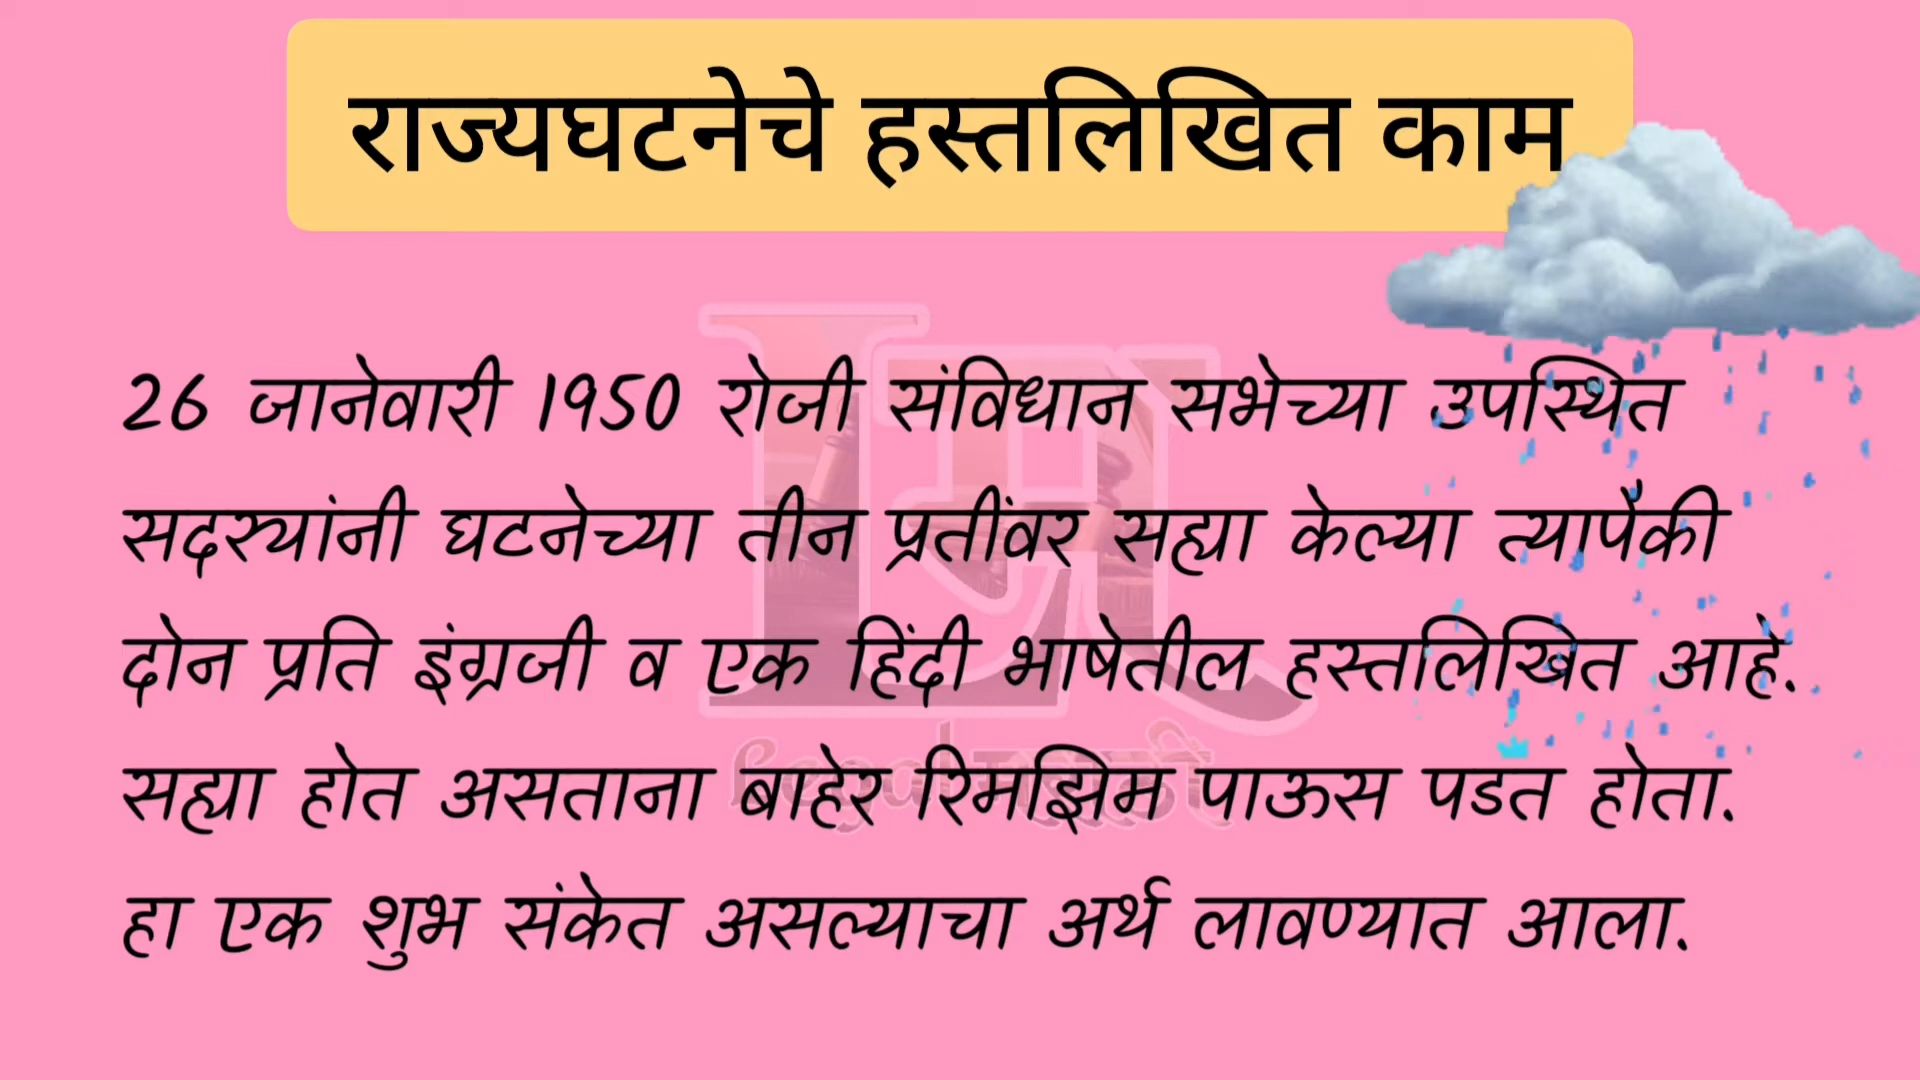 राज्यघटनेचे हस्तलिखित काम
26 जानेवारी 1950 रोजी संविधान सभेच्या उपस्थित
सदस्यांनी घटनेच्या तीन प्रतींवर सह्या केल्या त्यापैकी
दोन प्रति इंग्रजी व एक हिंदी भाषेतील हस्तलिखित आहे.
सह्या होत असताना बाहेर रिमझिम पाऊस पडत होता.
हा एक शुभ संकेत असल्याचा अर्थ लावण्यात आला.